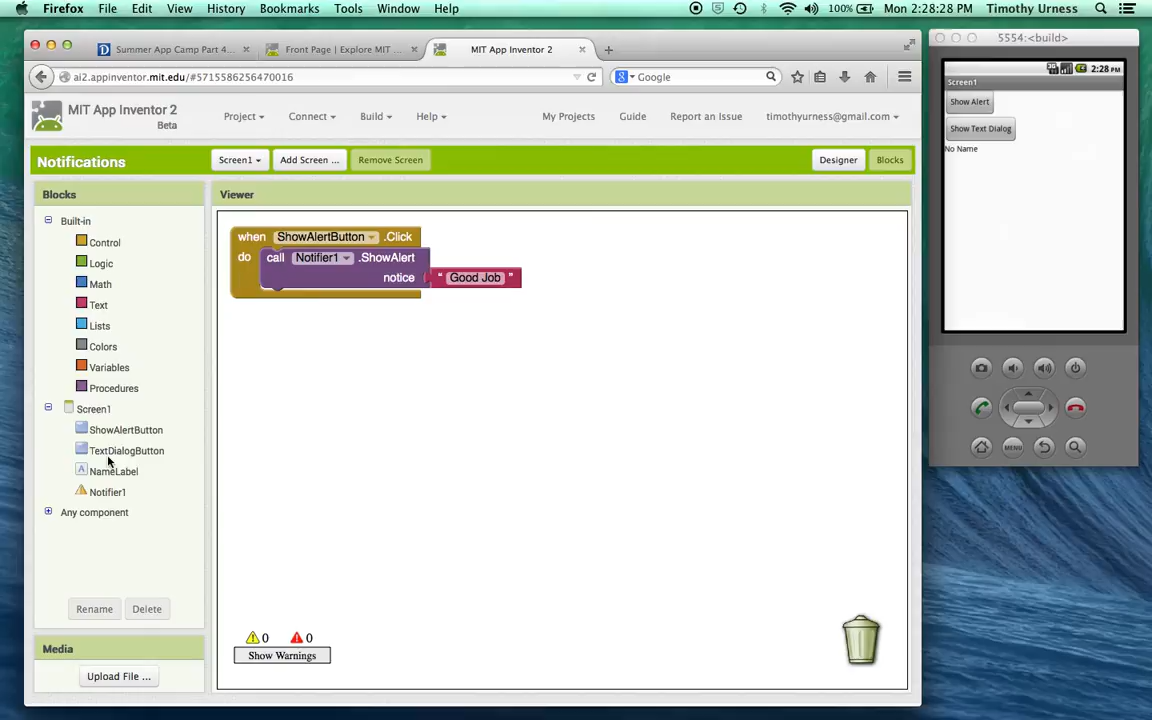 Firefox File Edit View History Bookmarks Tools Window Help 100% Mon 2:28:28 PM Timothy Urness
Summer App Camp Part 4... Front Page | Explore MIT ... MIT App Inventor 2
ai2.appinventor.mit.edu/#5715586256470016 Google
MIT App Inventor 2
Beta
Project Connect Build Help My Projects Guide Report an Issue timothyurness@gmail.com
Notifications Screen1 Add Screen ... Remove Screen Designer Blocks
Blocks
Built-in
Control
Logic
Math
Text
Lists
Colors
Variables
Procedures
Screen1
ShowAlertButton
TextDialogButton
NameLabel
Notifier1
Any component
Rename Delete
Media
Upload File ...
Viewer
when ShowAlertButton .Click
do call Notifier1 .ShowAlert
notice " Good Job "
0 0
Show Warnings
5554:<build>
3G 2:28 PM
Screen1
Show Alert
Show Text Dialog
No Name
MENU